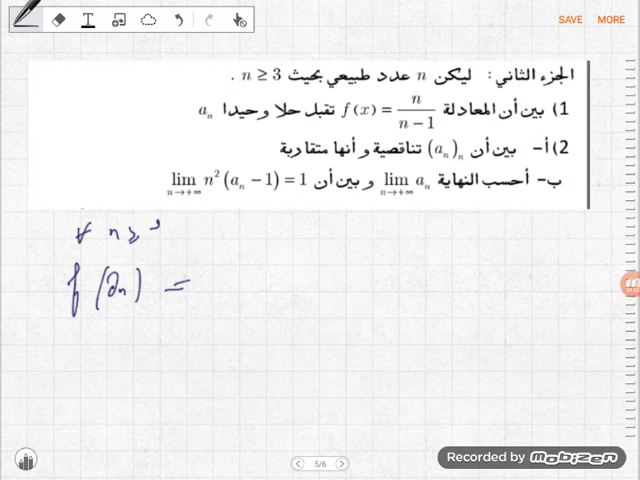 SAVE MORE
الجزء الثاني: ليكن n عدد طبيعي بحيث n ≥ 3 .
1) بين أن المعادلة f(x) = n/(n−1) تقبل حلا وحيدا aₙ
2) أ- بين أن (aₙ)ₙ تناقصية و أنها متقاربة
ب- أحسب النهاية lim aₙ n→+∞ و بين أن lim n²(aₙ − 1) = 1 n→+∞
∀ n ≥
f(aₙ) =
5/6
Recorded by mobizen